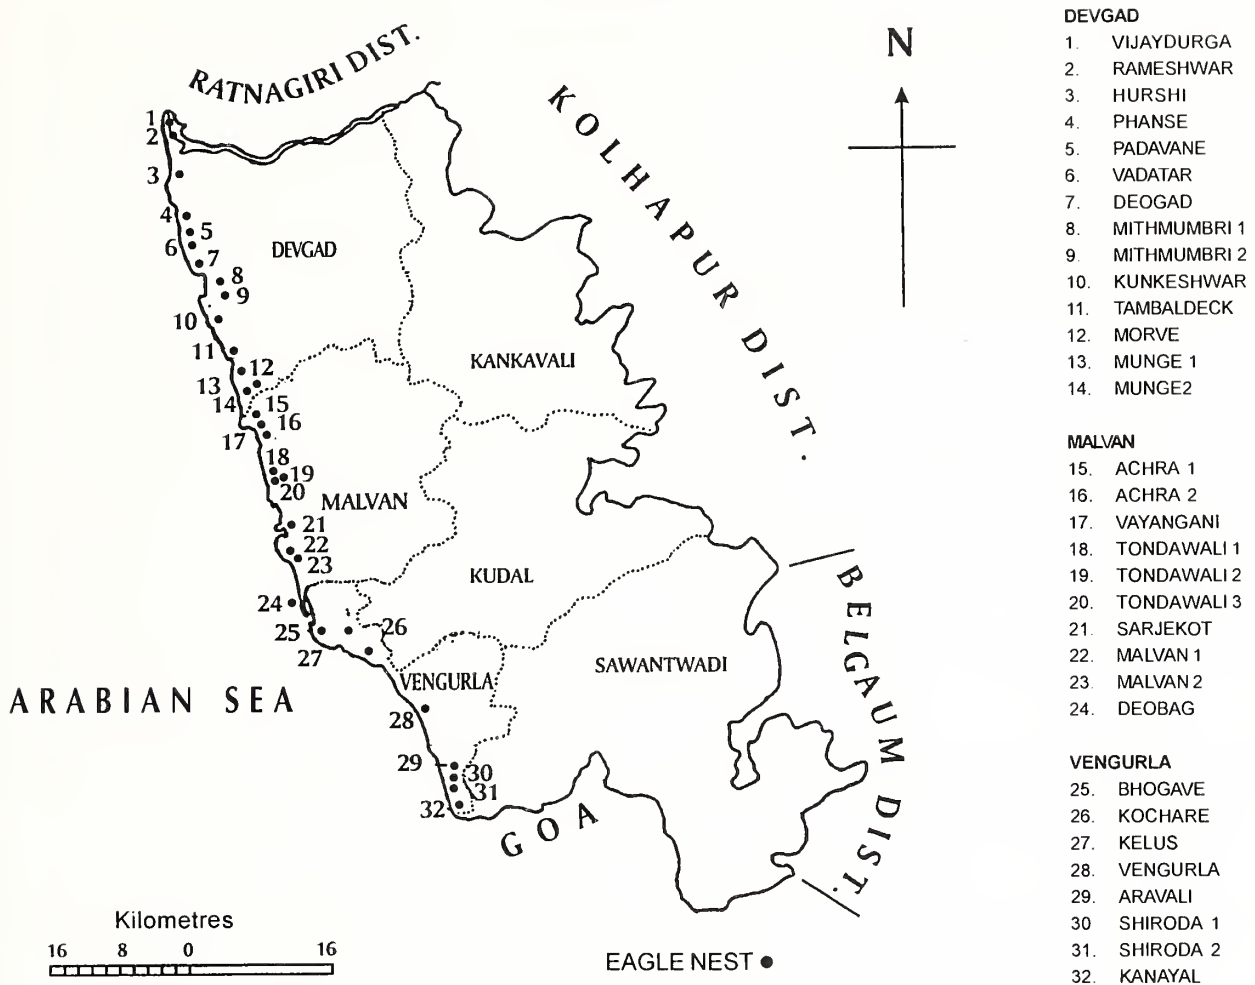 RATNAGIRI DIST.
KOLHAPUR DIST.
N
1
2
3
4
5
6
7
8
9
10
11
12
13
14
15
16
17
18
19
20
21
22
23
24
25
26
27
28
29
30
31
32
DEVGAD
KANKAVALI
MALVAN
KUDAL
SAWANTWADI
VENGURLA
ARABIAN SEA
BELGAUM DIST.
GOA
Kilometres
16 8 0 16
EAGLE NEST
DEVGAD
1. VIJAYDURGA
2. RAMESHWAR
3. HURSHI
4. PHANSE
5. PADAVANE
6. VADATAR
7. DEOGAD
8. MITHMUMBRI 1
9. MITHMUMBRI 2
10. KUNKESHWAR
11. TAMBALDECK
12. MORVE
13. MUNGE 1
14. MUNGE2
MALVAN
15. ACHRA 1
16. ACHRA 2
17. VAYANGANI
18. TONDAWALI 1
19. TONDAWALI 2
20. TONDAWALI 3
21. SARJEKOT
22. MALVAN 1
23. MALVAN 2
24. DEOBAG
VENGURLA
25. BHOGAVE
26. KOCHARE
27. KELUS
28. VENGURLA
29. ARAVALI
30 SHIRODA 1
31. SHIRODA 2
32. KANAYAL